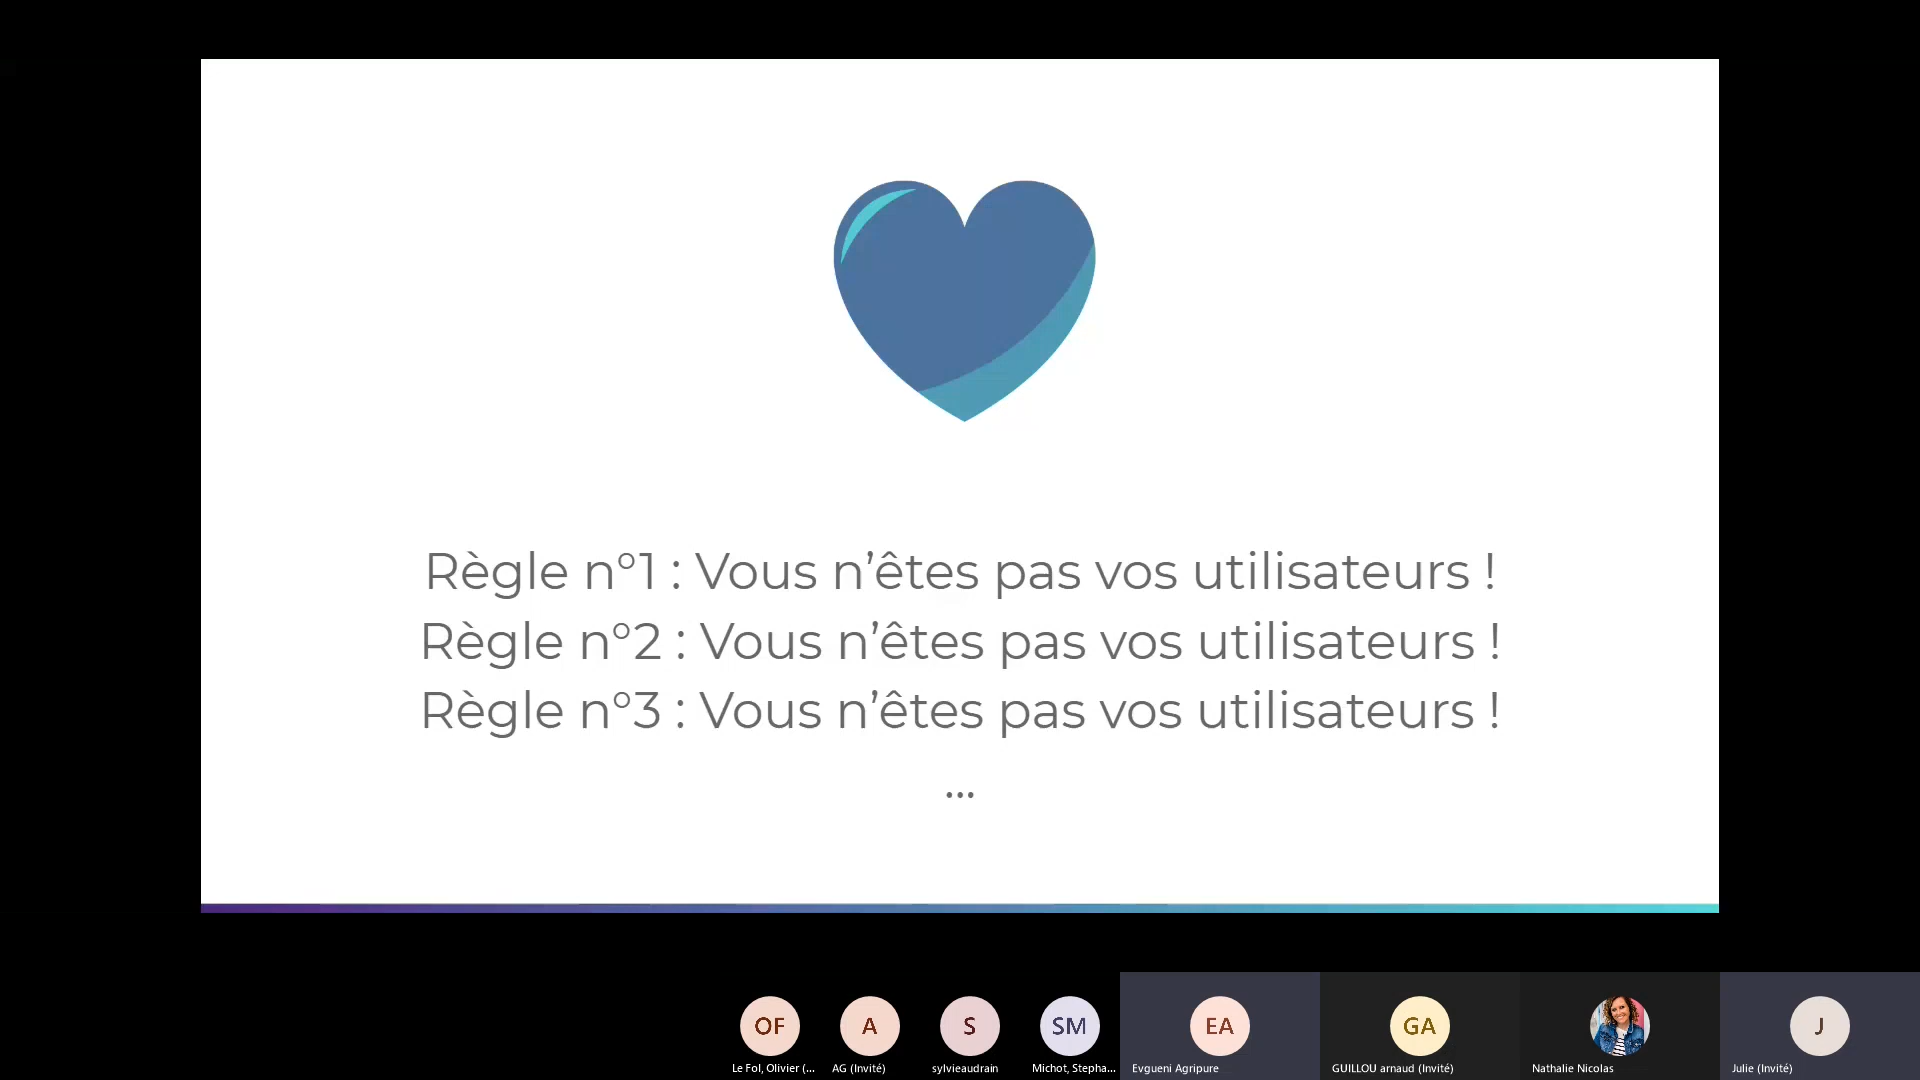 Règle n°1 : Vous n’êtes pas vos utilisateurs !
Règle n°2 : Vous n’êtes pas vos utilisateurs !
Règle n°3 : Vous n’êtes pas vos utilisateurs !
...
OF A S SM EA GA J
Le Fol, Olivier (... AG (Invité) sylvieaudrain Michot, Stepha... Evgueni Agripure GUILLOU arnaud (Invité) Nathalie Nicolas Julie (Invité)